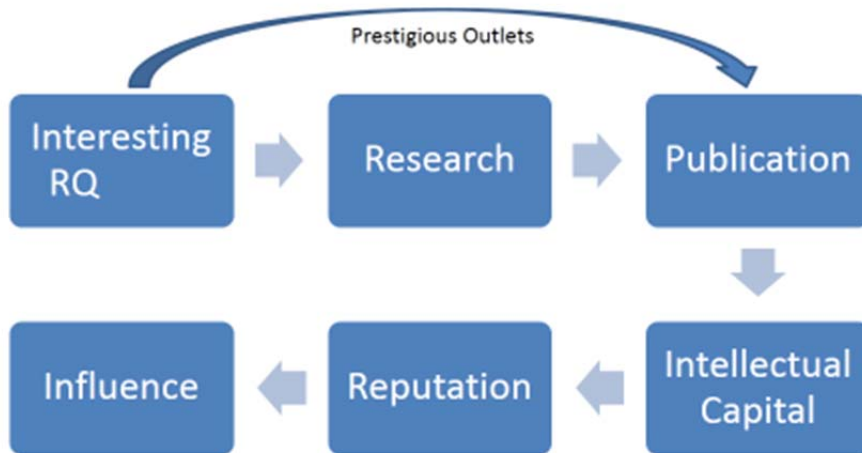 Prestigious Outlets
Interesting
RQ
Research
Publication
Influence
Reputation
Intellectual
Capital